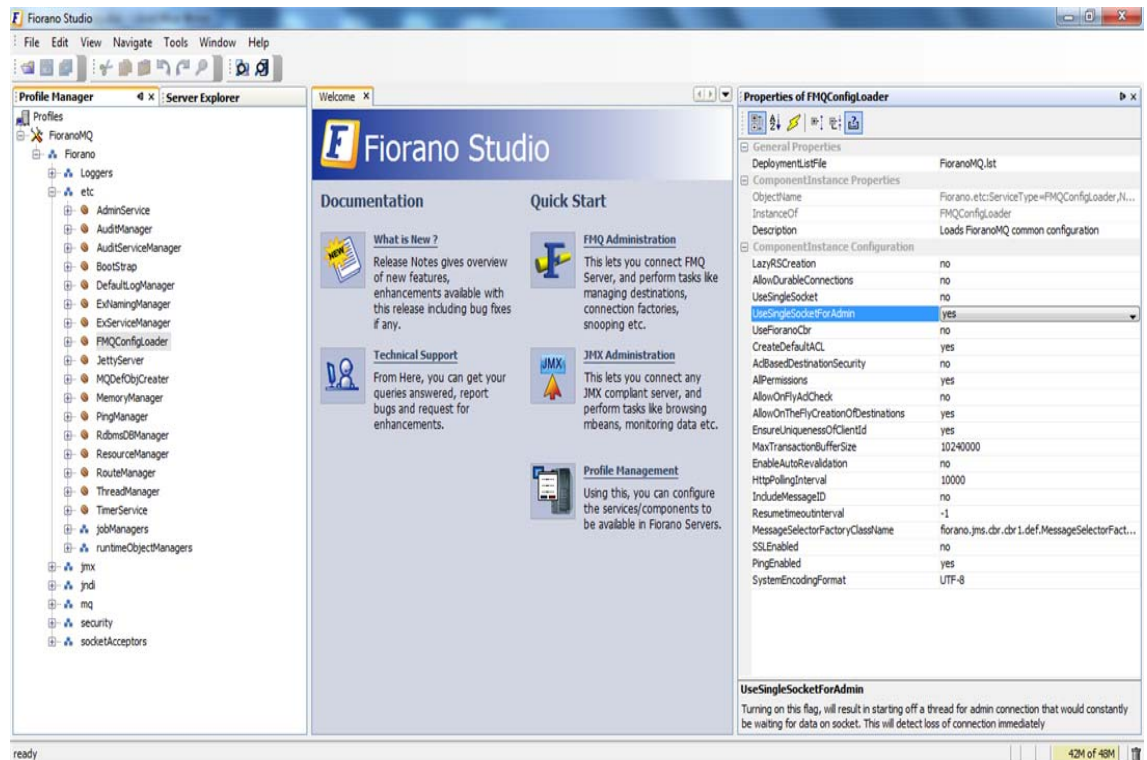 Fiorano Studio
File Edit View Navigate Tools Window Help
Profile Manager
Server Explorer
Profiles
FioranoMQ
Fiorano
Loggers
etc
AdminService
AuditManager
AuditServiceManager
BootStrap
DefaultLogManager
ExNamingManager
ExServiceManager
FMQConfigLoader
JettyServer
MQDefObjCreater
MemoryManager
PingManager
RdbmsDBManager
ResourceManager
RouteManager
ThreadManager
TimerService
jobManagers
runtimeObjectManagers
jmx
jndi
mq
security
socketAcceptors
Welcome
Fiorano Studio
Documentation
NEW
What is New ?
Release Notes gives overview
of new features,
enhancements available with
this release including bug fixes
if any.
Technical Support
From Here, you can get your
queries answered, report
bugs and request for
enhancements.
Quick Start
FMQ Administration
This lets you connect FMQ
Server, and perform tasks like
managing destinations,
connection factories,
snooping etc.
JMX
JMX Administration
This lets you connect any
JMX compliant server, and
perform tasks like browsing
mbeans, monitoring data etc.
Profile Management
Using this, you can configure
the services/components to
be available in Fiorano Servers.
Properties of FMQConfigLoader
General Properties
DeploymentListFile FioranoMQ.lst
ComponentInstance Properties
ObjectName Fiorano.etc:ServiceType=FMQConfigLoader,N...
InstanceOf FMQConfigLoader
Description Loads FioranoMQ common configuration
ComponentInstance Configuration
LazyRSCreation no
AllowDurableConnections no
UseSingleSocket no
UseSingleSocketForAdmin yes
UseFioranoCbr no
CreateDefaultACL yes
AclBasedDestinationSecurity no
AllPermissions yes
AllowOnFlyAclCheck no
AllowOnTheFlyCreationOfDestinations yes
EnsureUniquenessOfClientId yes
MaxTransactionBufferSize 10240000
EnableAutoRevalidation no
HttpPollingInterval 10000
IncludeMessageID no
Resumetimeoutinterval -1
MessageSelectorFactoryClassName fiorano.jms.cbr.cbr1.def.MessageSelectorFact...
SSLEnabled no
PingEnabled yes
SystemEncodingFormat UTF-8
UseSingleSocketForAdmin
Turning on this flag, will result in starting off a thread for admin connection that would constantly
be waiting for data on socket. This will detect loss of connection immediately
ready
42M of 48M